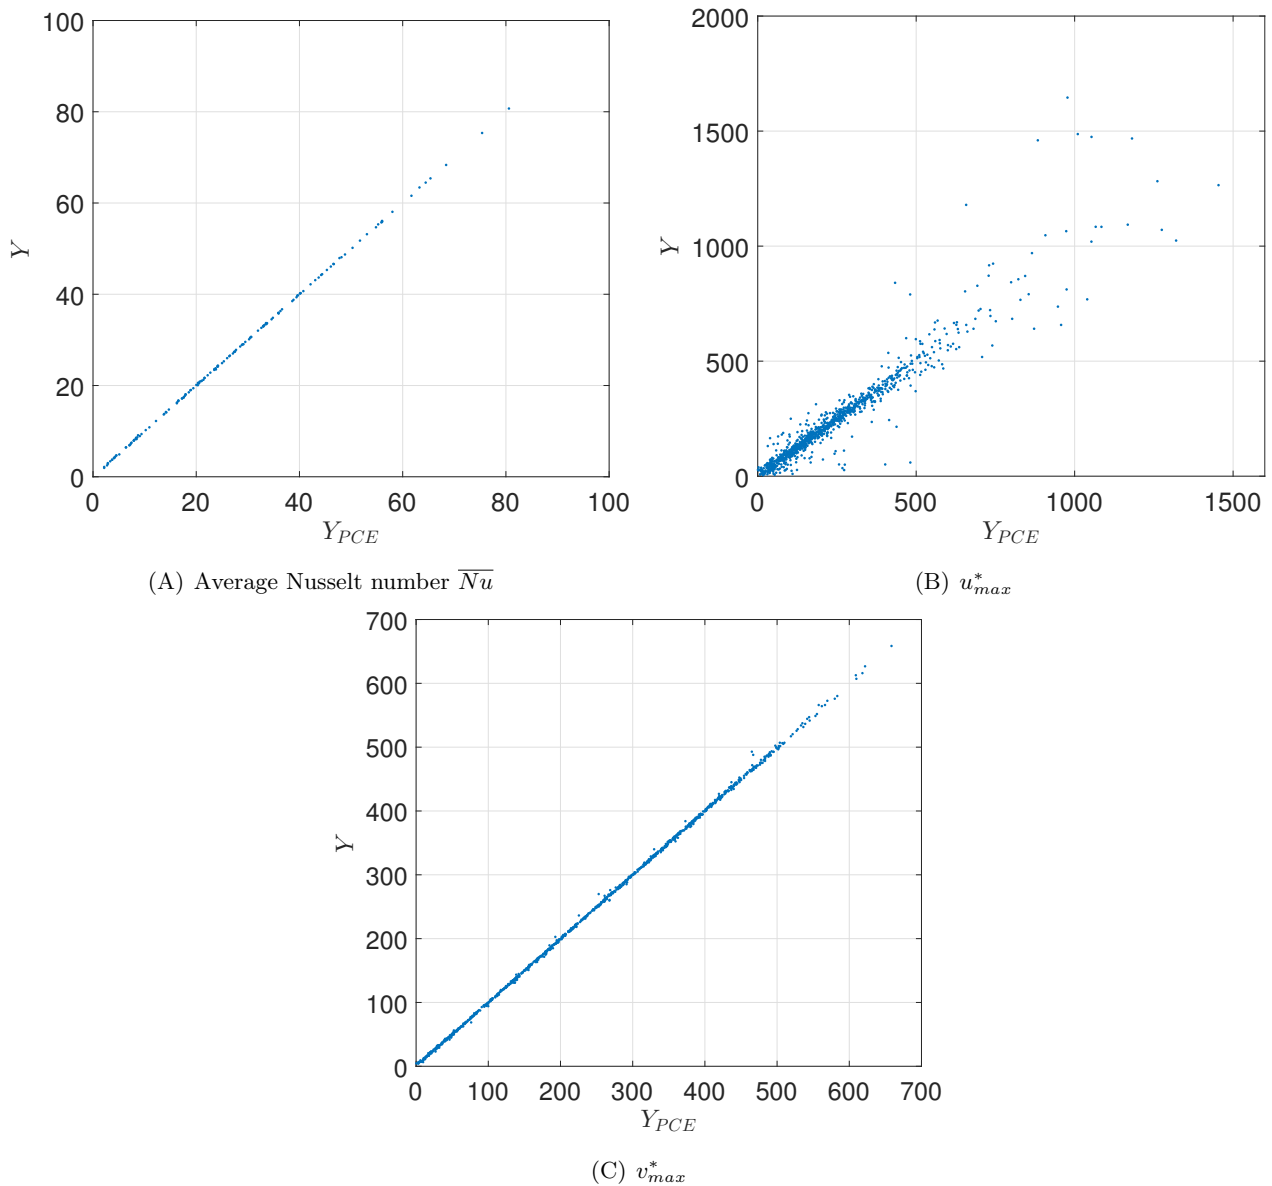 100
80
60
40
20
0
Y
0 20 40 60 80 100
Y_{PCE}
(A) Average Nusselt number \overline{Nu}
2000
1500
1000
500
0
Y
0 500 1000 1500
Y_{PCE}
(B) u^*_{max}
700
600
500
400
300
200
100
0
Y
0 100 200 300 400 500 600 700
Y_{PCE}
(C) v^*_{max}